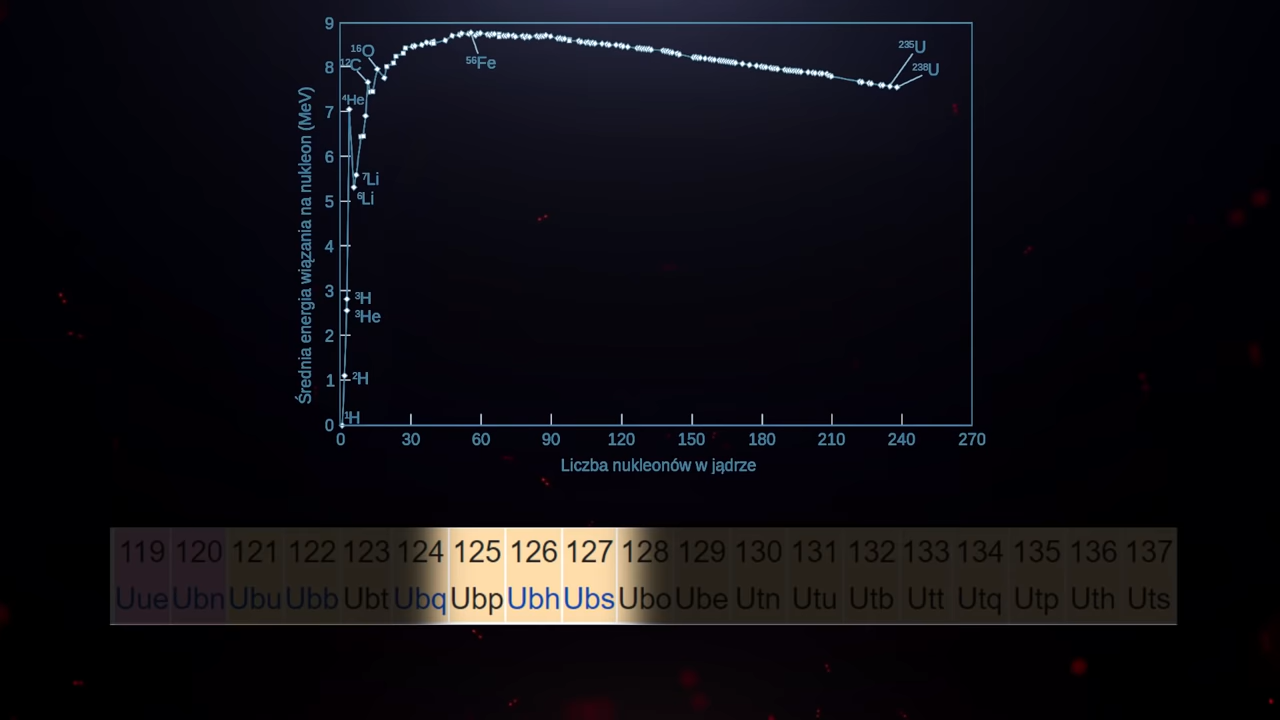 9
8
7
6
5
4
3
2
1
0
Średnia energia wiązania na nukleon (MeV)
¹⁶O
¹²C
⁴He
⁵⁶Fe
²³⁵U
²³⁸U
⁷Li
⁶Li
³H
³He
²H
¹H
0 30 60 90 120 150 180 210 240 270
Liczba nukleonów w jądrze
119 120 121 122 123 124 125 126 127 128 129 130 131 132 133 134 135 136 137
Uue Ubn Ubu Ubb Ubt Ubq Ubp Ubh Ubs Ubo Ube Utn Utu Utb Utt Utq Utp Uth Uts